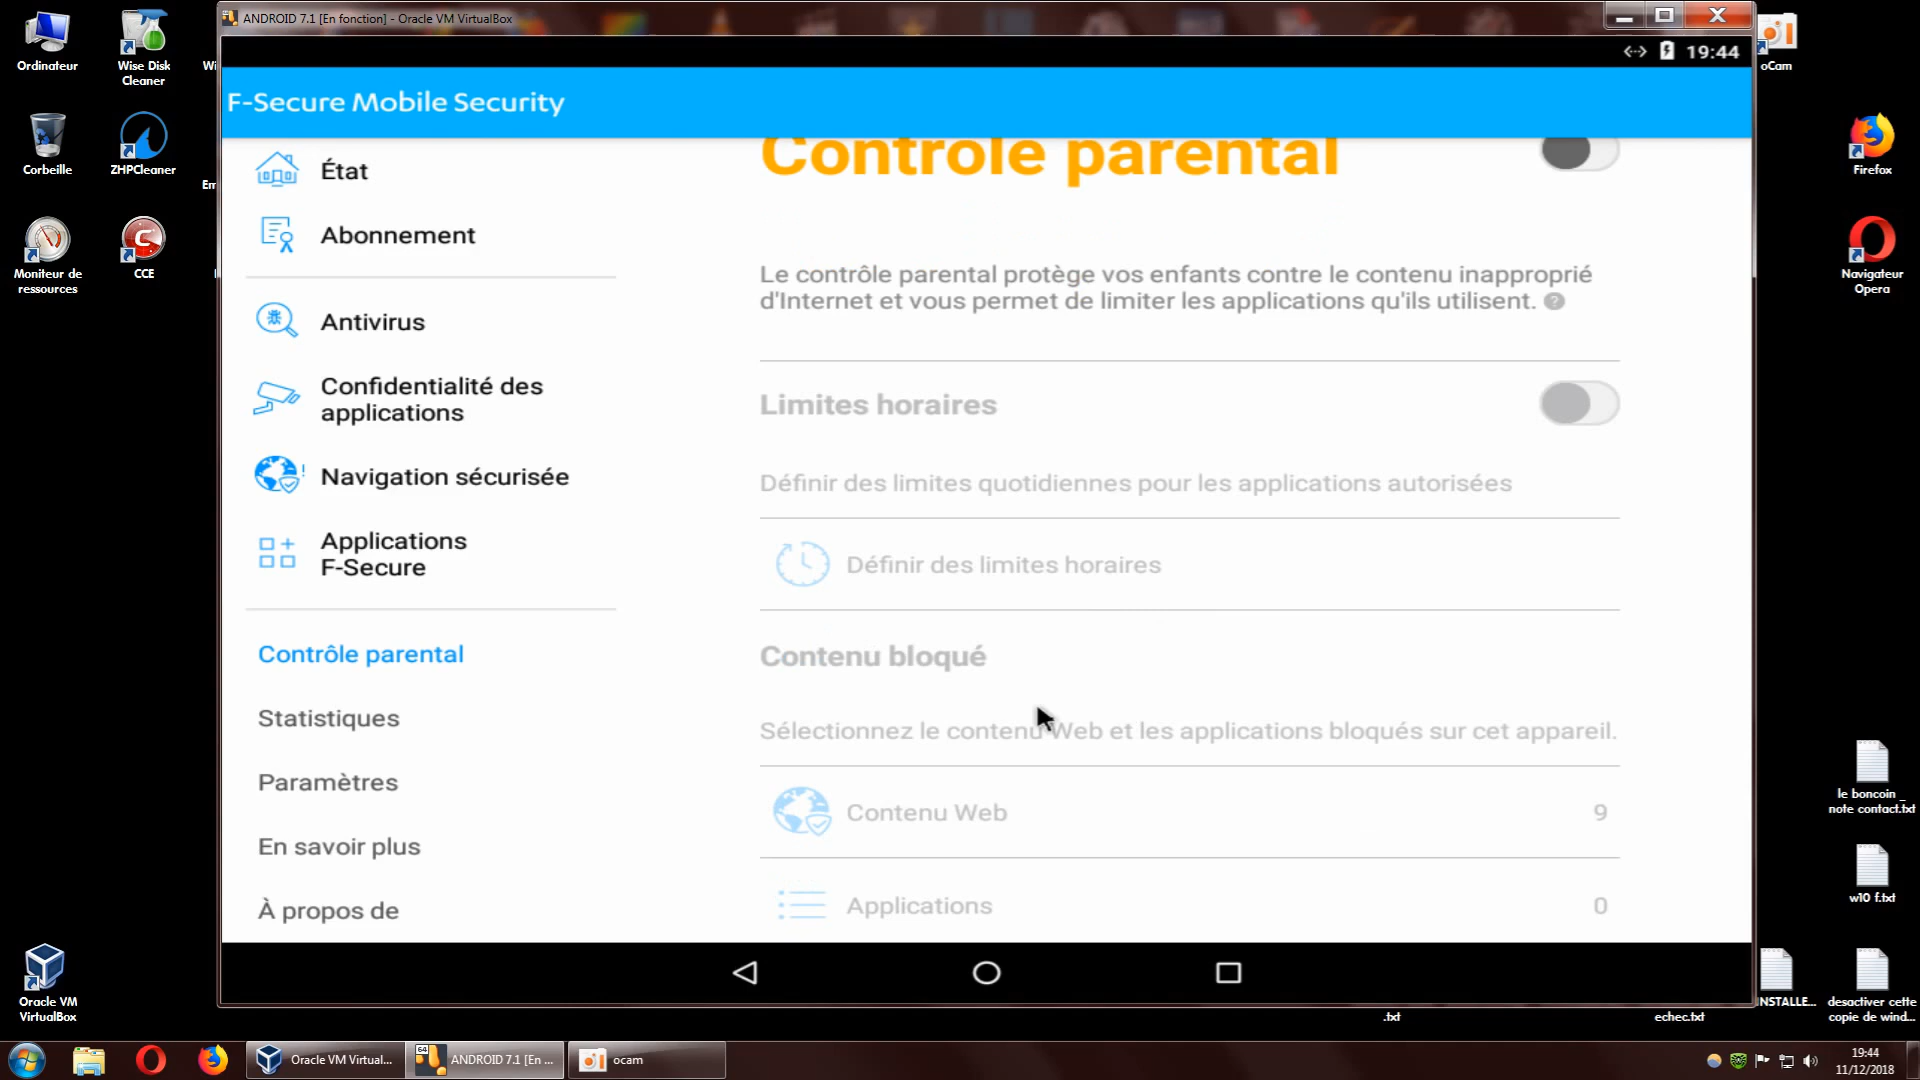 ANDROID 7.1 [En fonction] - Oracle VM VirtualBox
19:44
F-Secure Mobile Security
État
Abonnement
Antivirus
Confidentialité des
applications
Navigation sécurisée
Applications
F-Secure
Contrôle parental
Statistiques
Paramètres
En savoir plus
À propos de
Contrôle parental
Le contrôle parental protège vos enfants contre le contenu inapproprié
d'Internet et vous permet de limiter les applications qu'ils utilisent. ?
Limites horaires
Définir des limites quotidiennes pour les applications autorisées
Définir des limites horaires
Contenu bloqué
Sélectionnez le contenu Web et les applications bloqués sur cet appareil.
Contenu Web 9
Applications 0
Ordinateur
Wise Disk
Cleaner
Wi
Corbeille
ZHPCleaner
Em
Moniteur de
ressources
CCE
Oracle VM
VirtualBox
oCam
Firefox
Navigateur
Opera
le boncoin _
note contact.txt
w10 f.txt
NSTALLE...
desactiver cette
copie de wind...
.txt
echec.txt
Oracle VM Virtual...
64
ANDROID 7.1 [En ...
ocam
19:44
11/12/2018